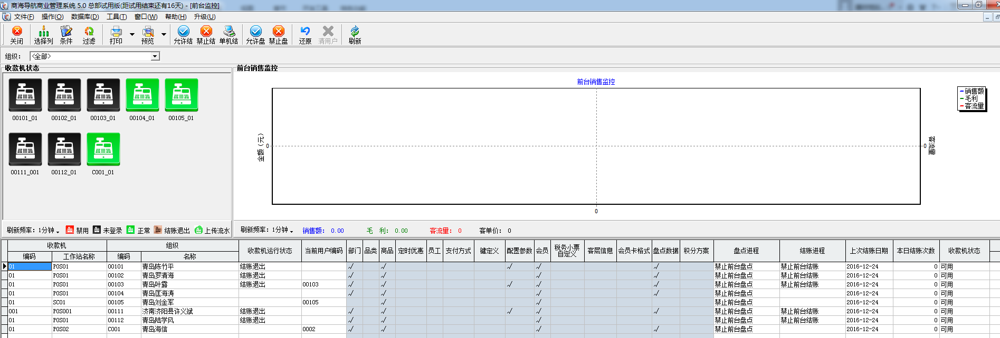 商海导航商业管理系统 5.0 总部试用版(距试用结束还有16天) - [前台监控]
文件(F) 操作(O) 数据库(D) 工具(T) 窗口(W) 帮助(H) 升级(U)
关闭 选择列 条件 过滤 打印 预览 允许结 禁止结 单机结 允许盘 禁止盘 还原 清用户 刷新
组织: <全部>
收款机状态
00101_01 00102_01 00103_01 00104_01 00105_01
00111_001 00112_01 C001_01
刷新频率: 1分钟 禁用 未登录 正常 结账退出 上传流水
前台销售监控
前台销售监控
销售额
毛利
客流量
金额(元)
0
0
客流量
0
刷新频率: 1分钟 销售额: 0.00 毛 利: 0.00 客流量: 0 客单价: 0
收款机 组织 收款机运行状态 当前用户编码 部门 品类 商品 定时优惠 员工 支付方式 键定义 配置参数 会员 税务小票自定义 客层信息 会员卡格式 盘点数据 积分方案 盘点进程 结账进程 上次结账日期 本日结账次数 收款机状态
编码 工作站名称 编码 名称
01 POS01 00101 青岛陈竹平 结账退出 √ √ √ √ √ 禁止前台盘点 禁止前台结账 2016-12-24 0 可用
01 POS01 00102 青岛罗清海 结账退出 √ √ √ √ 禁止前台盘点 禁止前台结账 2016-12-24 0 可用
01 POS01 00103 青岛叶露 结账退出 00103 √ √ √ √ √ 禁止前台盘点 禁止前台结账 2016-12-24 0 可用
01 POS01 00104 青岛匡海涛 √ √ √ √ 禁止前台盘点 2016-12-24 0 可用
01 SC01 00105 青岛刘金军 00105 √ √ 禁止前台盘点 2016-12-24 0 可用
001 POS001 00111 济南济阳县许义斌 结账退出 √ √ √ √ √ 禁止前台盘点 禁止前台结账 2016-12-24 0 可用
01 POS01 00112 青岛陆学风 结账退出 √ √ √ 禁止前台盘点 禁止前台结账 2016-12-24 0 可用
01 POS02 C001 青岛海信 0002 √ √ √ √ 禁止前台盘点 2016-12-24 0 可用